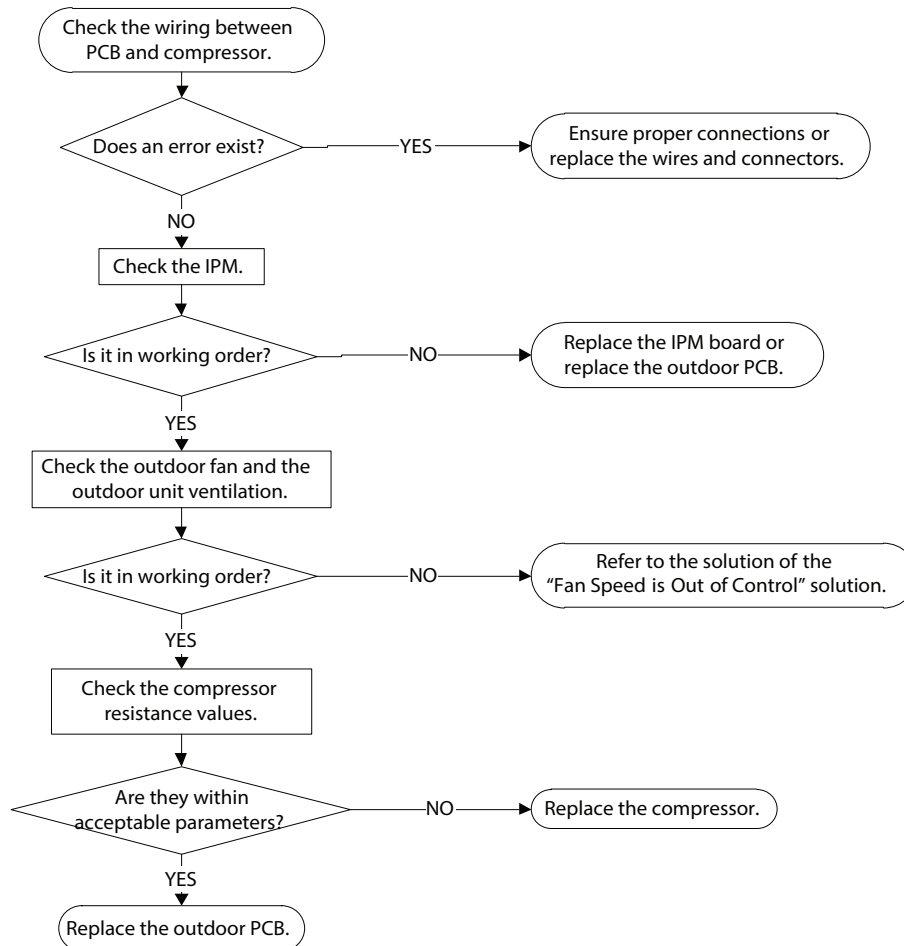 Check the wiring between
PCB and compressor.
Does an error exist?
YES
Ensure proper connections or
replace the wires and connectors.
NO
Check the IPM.
Is it in working order?
NO
Replace the IPM board or
replace the outdoor PCB.
YES
Check the outdoor fan and the
outdoor unit ventilation.
Is it in working order?
NO
Refer to the solution of the
“Fan Speed is Out of Control” solution.
YES
Check the compressor
resistance values.
Are they within
acceptable parameters?
NO
Replace the compressor.
YES
Replace the outdoor PCB.